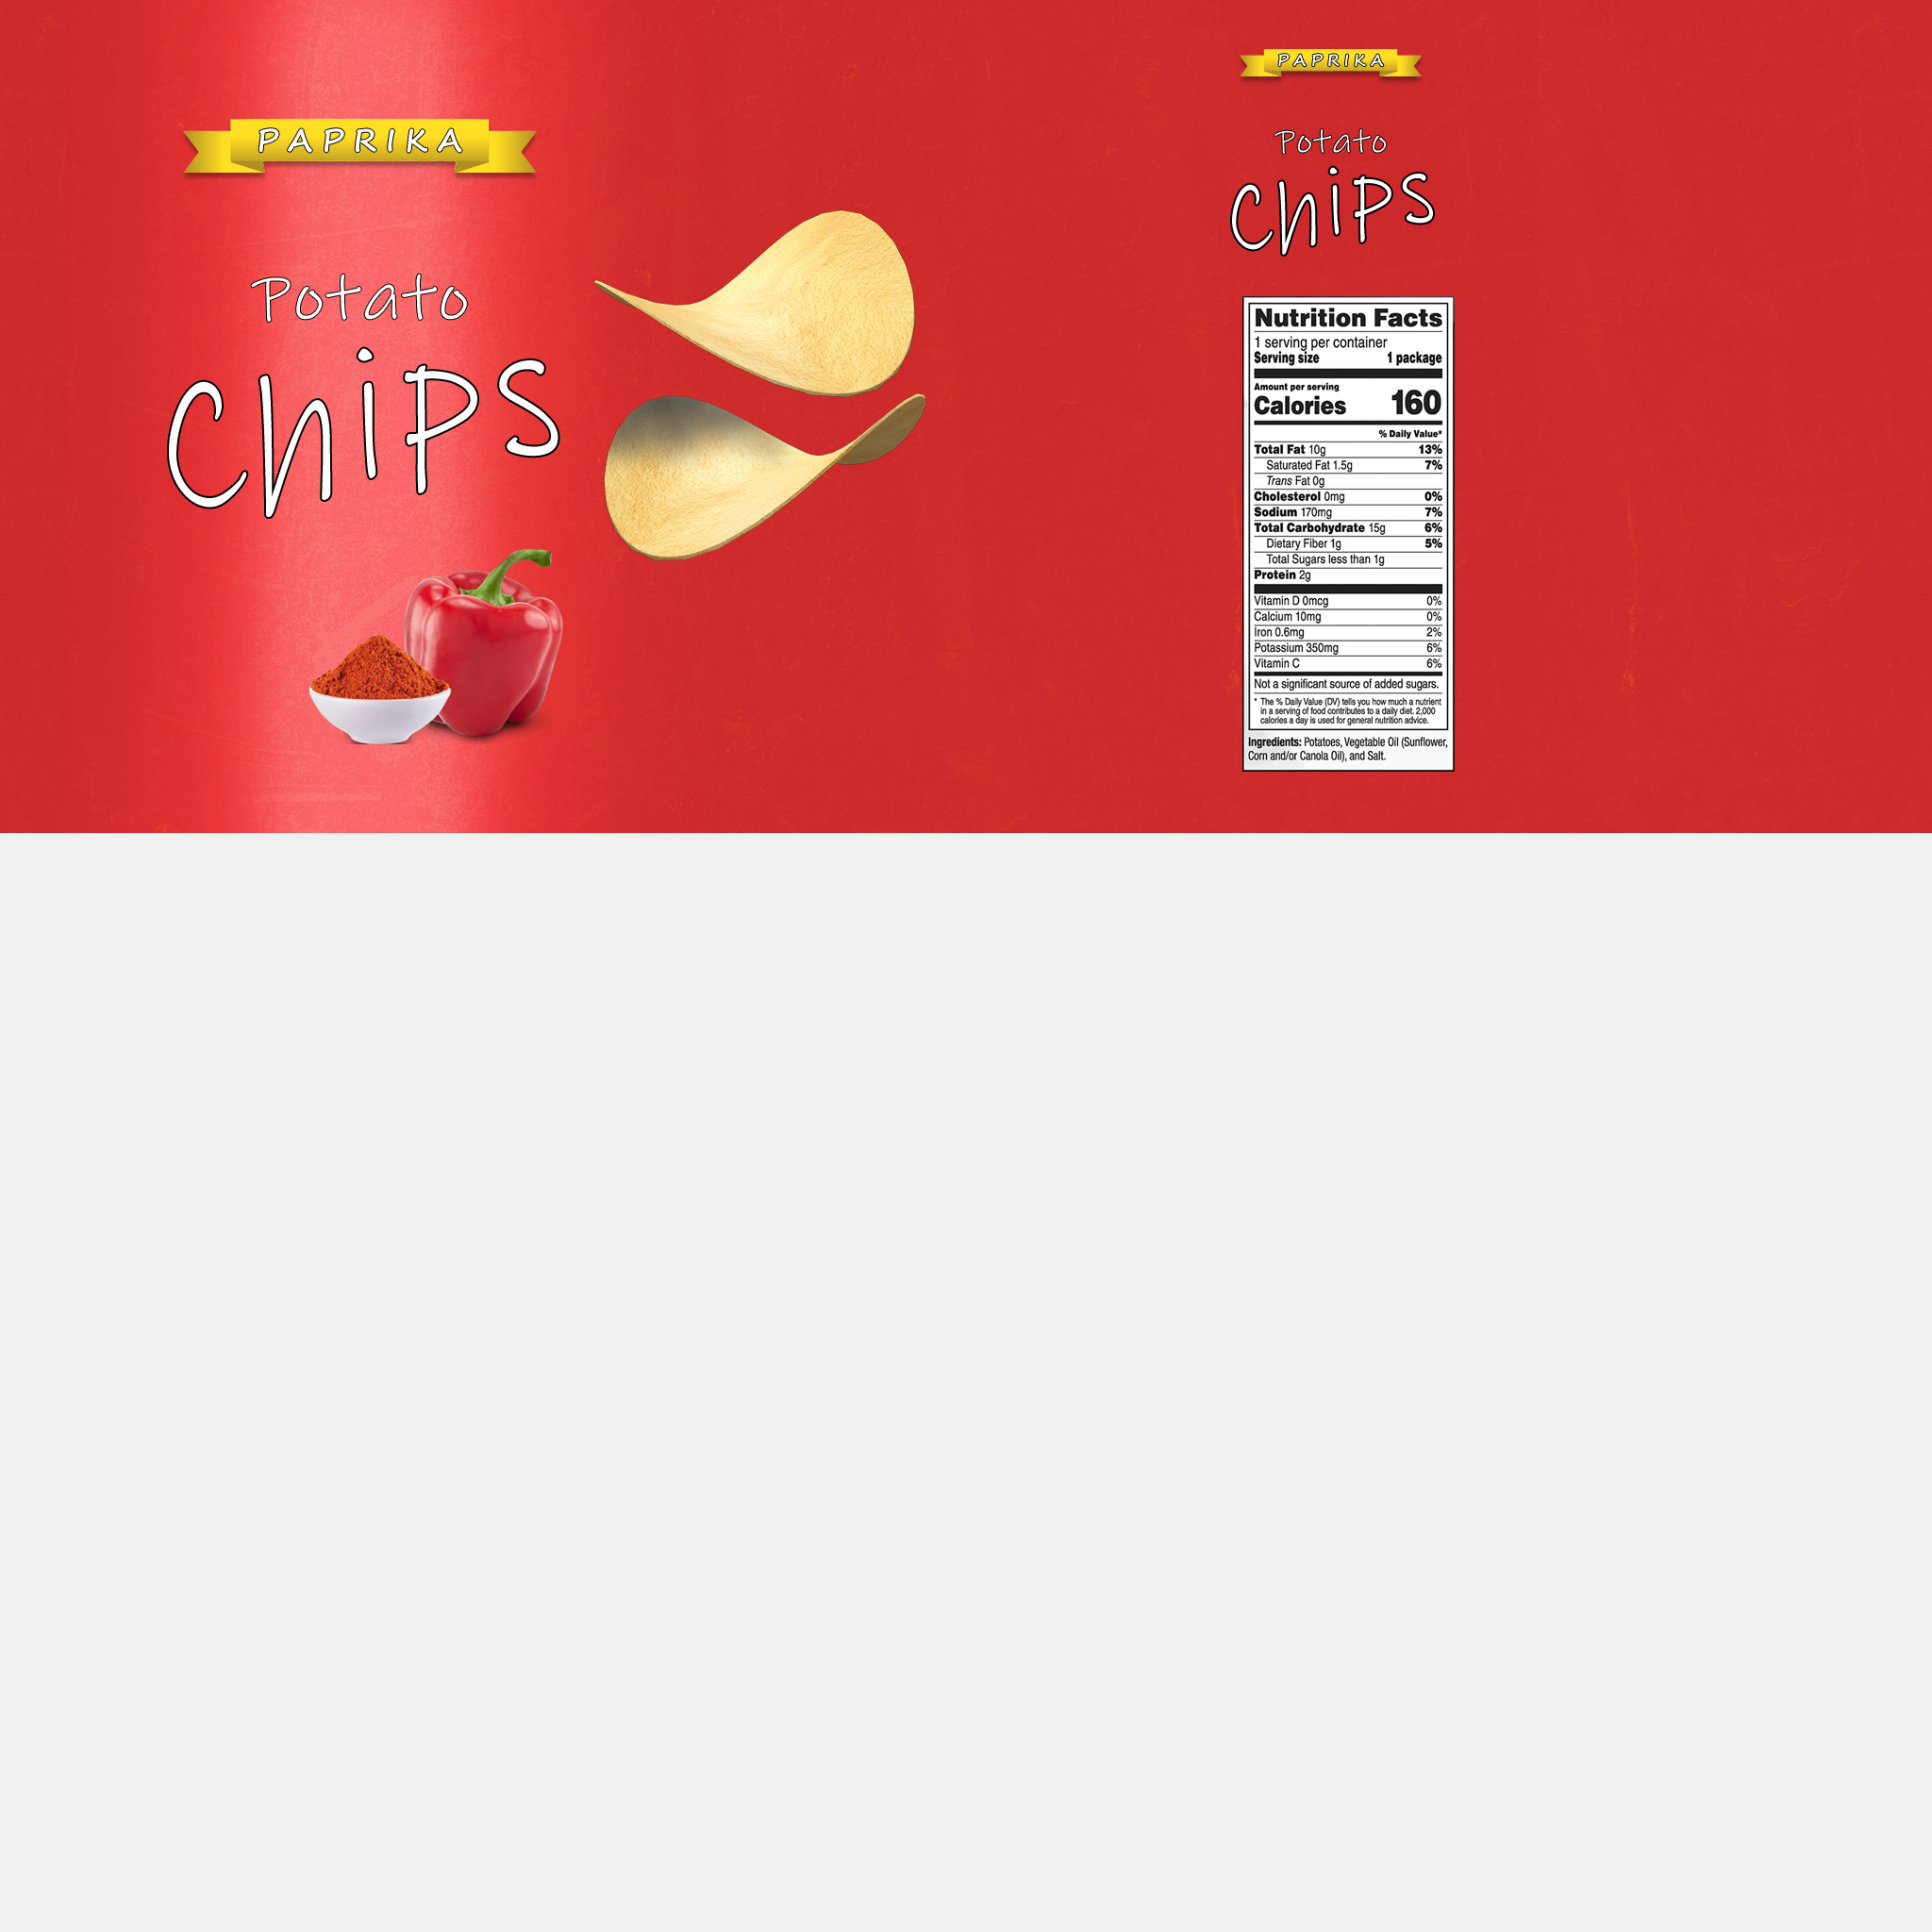 PAPRIKA
Potato
Chips
PAPRIKA
Potato
Chips
Nutrition Facts
1 serving per container
Serving size 1 package
Amount per serving
Calories 160
% Daily Value*
Total Fat 10g 13%
Saturated Fat 1.5g 7%
Trans Fat 0g
Cholesterol 0mg 0%
Sodium 170mg 7%
Total Carbohydrate 15g 6%
Dietary Fiber 1g 5%
Total Sugars less than 1g
Protein 2g
Vitamin D 0mcg 0%
Calcium 10mg 0%
Iron 0.6mg 2%
Potassium 350mg 6%
Vitamin C 6%
Not a significant source of added sugars.
* The % Daily Value (DV) tells you how much a nutrient
in a serving of food contributes to a daily diet. 2,000
calories a day is used for general nutrition advice.
Ingredients: Potatoes, Vegetable Oil (Sunflower,
Corn and/or Canola Oil), and Salt.